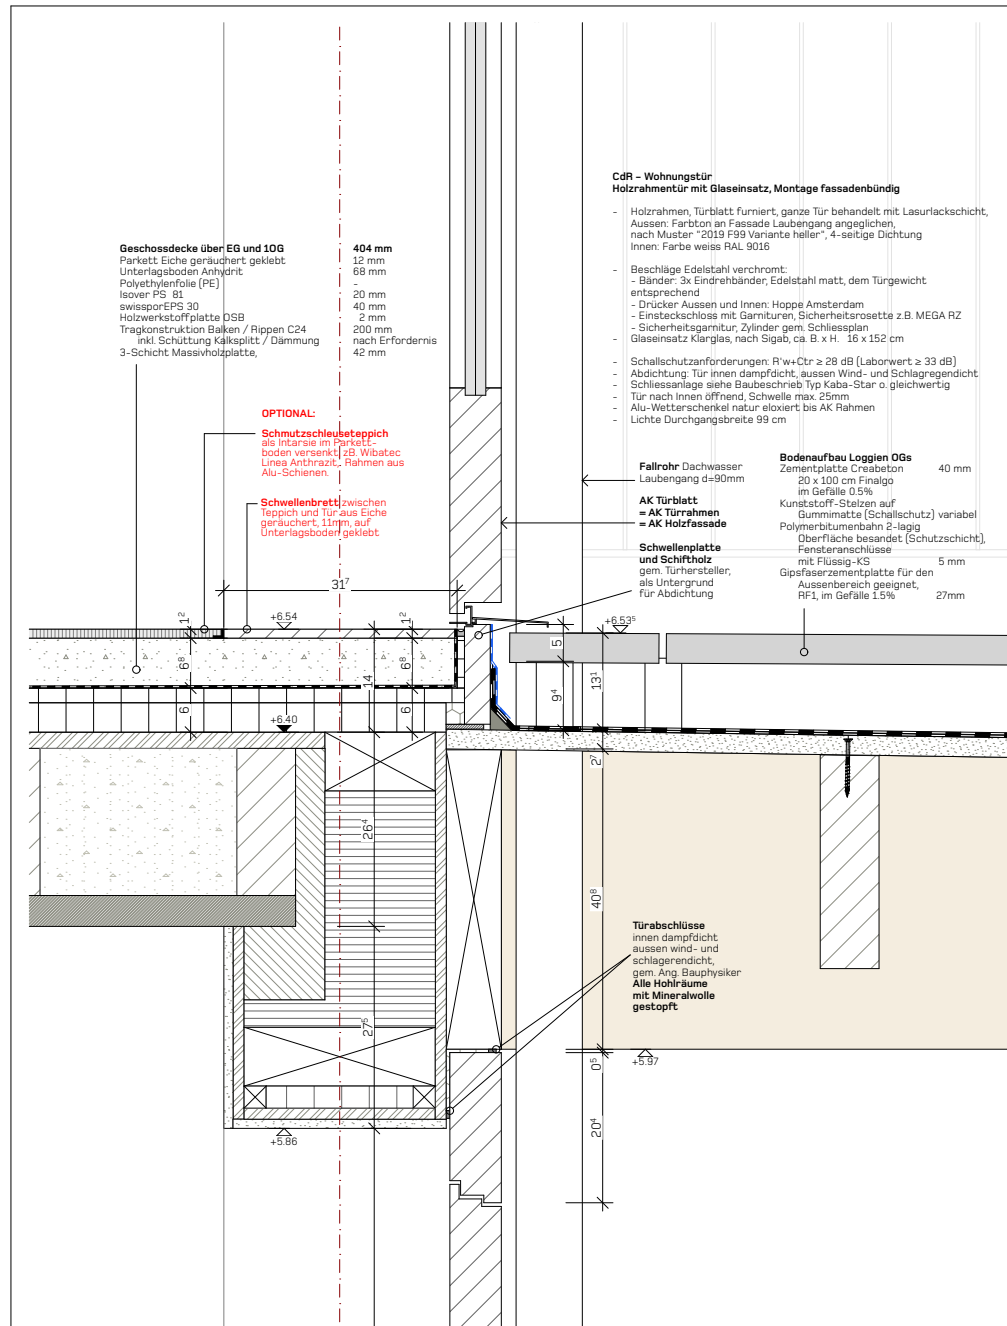 CdR – Wohnungstür
Holzrahmentür mit Glaseinsatz, Montage fassadenbündig
- Holzrahmen, Türblatt furniert, ganze Tür behandelt mit Lasurlackschicht,
Aussen: Farbton an Fassade Laubengang angeglichen,
nach Muster "2019 F99 Variante heller", 4-seitige Dichtung
Innen: Farbe weiss RAL 9016
- Beschläge Edelstahl verchromt:
- Bänder: 3x Eindrehbänder, Edelstahl matt, dem Türgewicht
entsprechend
- Drücker Aussen und Innen: Hoppe Amsterdam
- Einsteckschloss mit Garnituren, Sicherheitsrosette z.B. MEGA RZ
- Sicherheitsgarnitur, Zylinder gem. Schliessplan
- Glaseinsatz Klarglas, nach Sigab, ca. B. x H. 16 x 152 cm
- Schallschutzanforderungen: R'w+Ctr ≥ 28 dB (Laborwert ≥ 33 dB)
- Abdichtung: Tür innen dampfdicht, aussen Wind- und Schlagregendicht
- Schliessanlage siehe Baubeschrieb Typ Kaba-Star o. gleichwertig
- Tür nach Innen öffnend, Schwelle max. 25mm
- Alu-Wetterschenkel natur eloxiert bis AK Rahmen
- Lichte Durchgangsbreite 99 cm
Geschossdecke über EG und 1OG 404 mm
Parkett Eiche geräuchert geklebt 12 mm
Unterlagsboden Anhydrit 68 mm
Polyethylenfolie (PE) -
Isover PS 81 20 mm
swissporEPS 30 40 mm
Holzwerkstoffplatte OSB 2 mm
Tragkonstruktion Balken / Rippen C24 200 mm
inkl. Schüttung Kalksplitt / Dämmung nach Erfordernis
3-Schicht Massivholzplatte, 42 mm
OPTIONAL:
Schmutzschleuseteppich
als Intarsie im Parkett-
boden versenkt, zB. Wibatec
Linea Anthrazit, Rahmen aus
Alu-Schienen.
Schwellenbrett zwischen
Teppich und Tür aus Eiche
geräuchert, 11mm, auf
Unterlagsboden geklebt
Fallrohr Dachwasser
Laubengang d=90mm
AK Türblatt
= AK Türrahmen
= AK Holzfassade
Schwellenplatte
und Schiftholz
gem. Türhersteller,
als Untergrund
für Abdichtung
Bodenaufbau Loggien OGs
Zementplatte Creabeton 40 mm
20 x 100 cm Finalgo
im Gefälle 0.5%
Kunststoff-Stelzen auf
Gummimatte (Schallschutz) variabel
Polymerbitumenbahn 2-lagig
Oberfläche besandet (Schutzschicht),
Fensteranschlüsse
mit Flüssig-KS 5 mm
Gipsfaserzementplatte für den
Aussenbereich geeignet,
RF1, im Gefälle 1.5% 27mm
31⁷
+6.54
+6.53⁵
1²
1²
6⁸
6⁸
14
6
6
5
9⁴
13¹
+6.40
2⁷
26⁴
40⁸
27⁵
Türabschlüsse
innen dampfdicht
aussen wind- und
schlagerendicht,
gem. Ang. Bauphysiker
Alle Hohlräume
mit Mineralwolle
gestopft
+5.97
0⁵
20⁴
+5.86